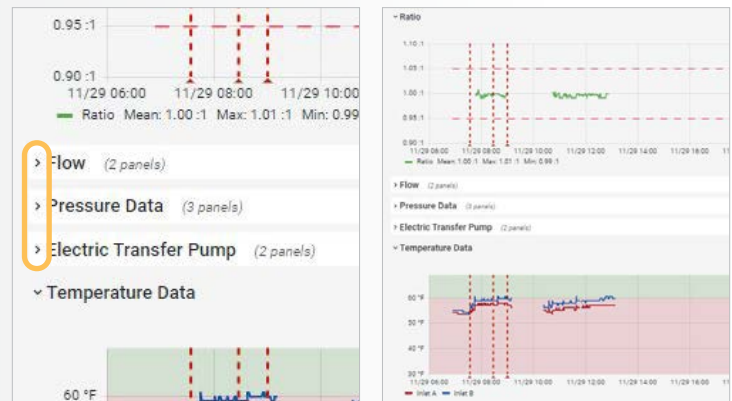 0.95 :1
0.90 :1
11/29 06:00 11/29 08:00 11/29 10:00
Ratio Mean: 1.00 :1 Max: 1.01 :1 Min: 0.99
Flow (2 panels)
Pressure Data (3 panels)
Electric Transfer Pump (2 panels)
Temperature Data
60 °F
Ratio
1.10 :1
1.05 :1
1.00 :1
0.95 :1
0.90 :1
11/29 06:00 11/29 08:00 11/29 10:00 11/29 12:00 11/29 14:00 11/29 16:00 11
Ratio Mean: 1.00 :1 Max: 1.01 :1 Min: 0.99 :1
Flow (2 panels)
Pressure Data (3 panels)
Electric Transfer Pump (2 panels)
Temperature Data
60 °F
50 °F
40 °F
30 °F
11/29 06:00 11/29 08:00 11/29 10:00 11/29 12:00 11/29 14:00 11/29 16:00 11
Inlet A Inlet B